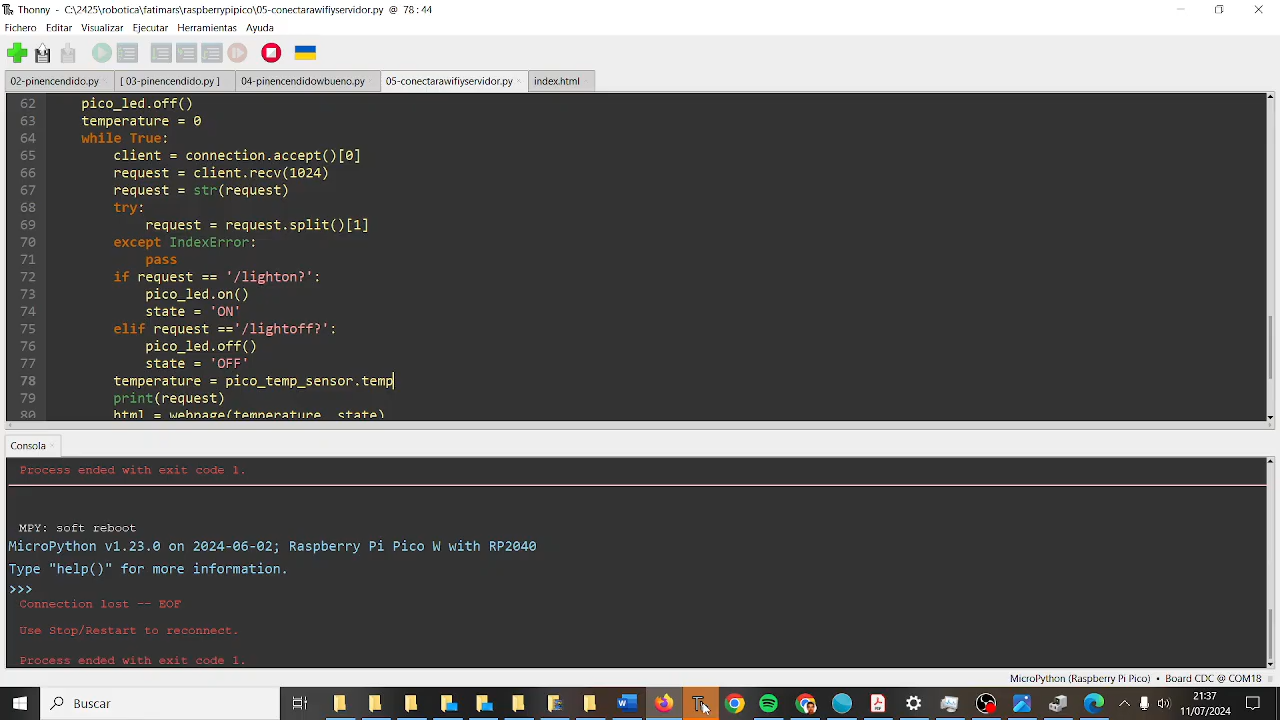 Thonny - C:\2425\robotica\fatimars\raspberrypipico\05-conectarawifiyservidor.py @ 78 : 44
Fichero Editar Visualizar Ejecutar Herramientas Ayuda
02-pinencendido.py [ 03-pinencendido.py ] 04-pinencendidowbueno.py 05-conectarawifiyservidor.py index.html
62 pico_led.off()
63 temperature = 0
64 while True:
65 client = connection.accept()[0]
66 request = client.recv(1024)
67 request = str(request)
68 try:
69 request = request.split()[1]
70 except IndexError:
71 pass
72 if request == '/lighton?':
73 pico_led.on()
74 state = 'ON'
75 elif request =='/lightoff?':
76 pico_led.off()
77 state = 'OFF'
78 temperature = pico_temp_sensor.temp
79 print(request)
80 html = webpage(temperature, state)
Consola
Process ended with exit code 1.
MPY: soft reboot
MicroPython v1.23.0 on 2024-06-02; Raspberry Pi Pico W with RP2040
Type "help()" for more information.
>>>
Connection lost -- EOF
Use Stop/Restart to reconnect.
Process ended with exit code 1.
MicroPython (Raspberry Pi Pico) • Board CDC @ COM18
Buscar
21:37
11/07/2024